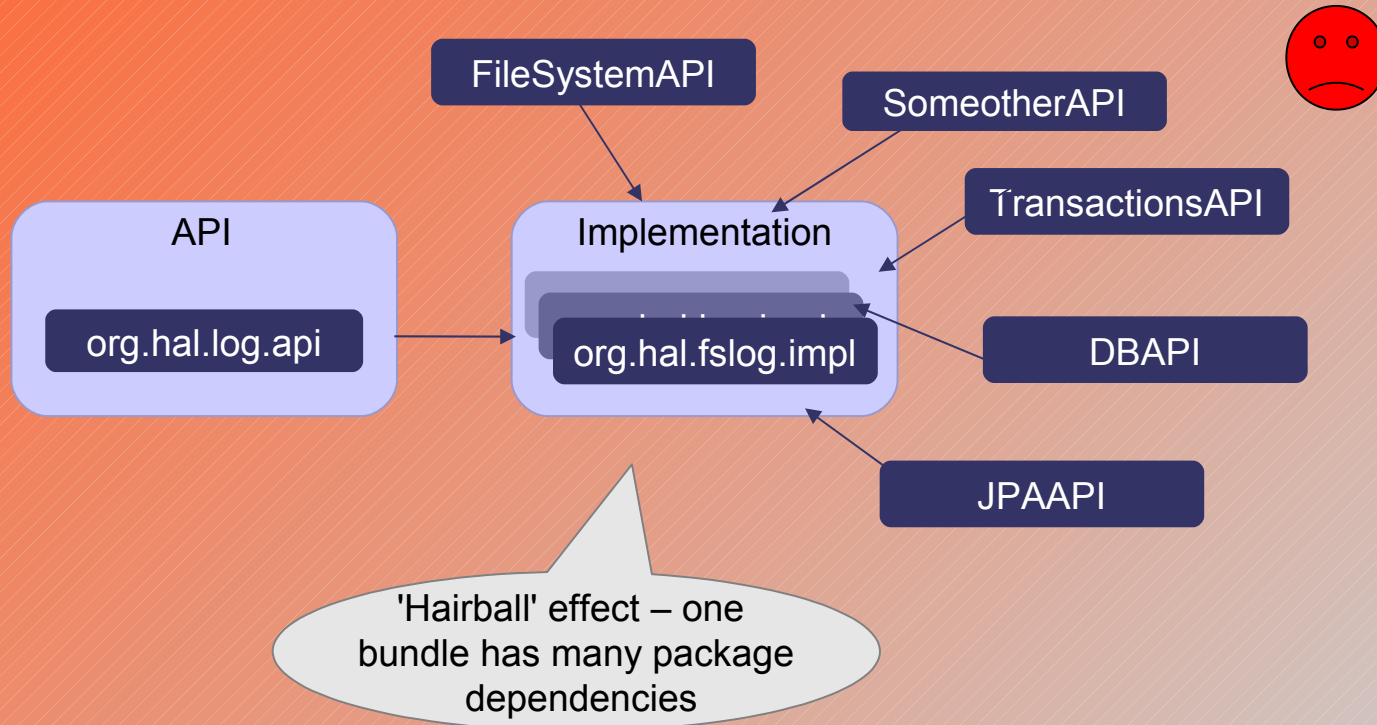 FileSystemAPI
SomeotherAPI
TransactionsAPI
API
Implementation
org.hal.log.api
org.hal.fslog.impl
DBAPI
JPAAPI
'Hairball' effect – one
bundle has many package
dependencies